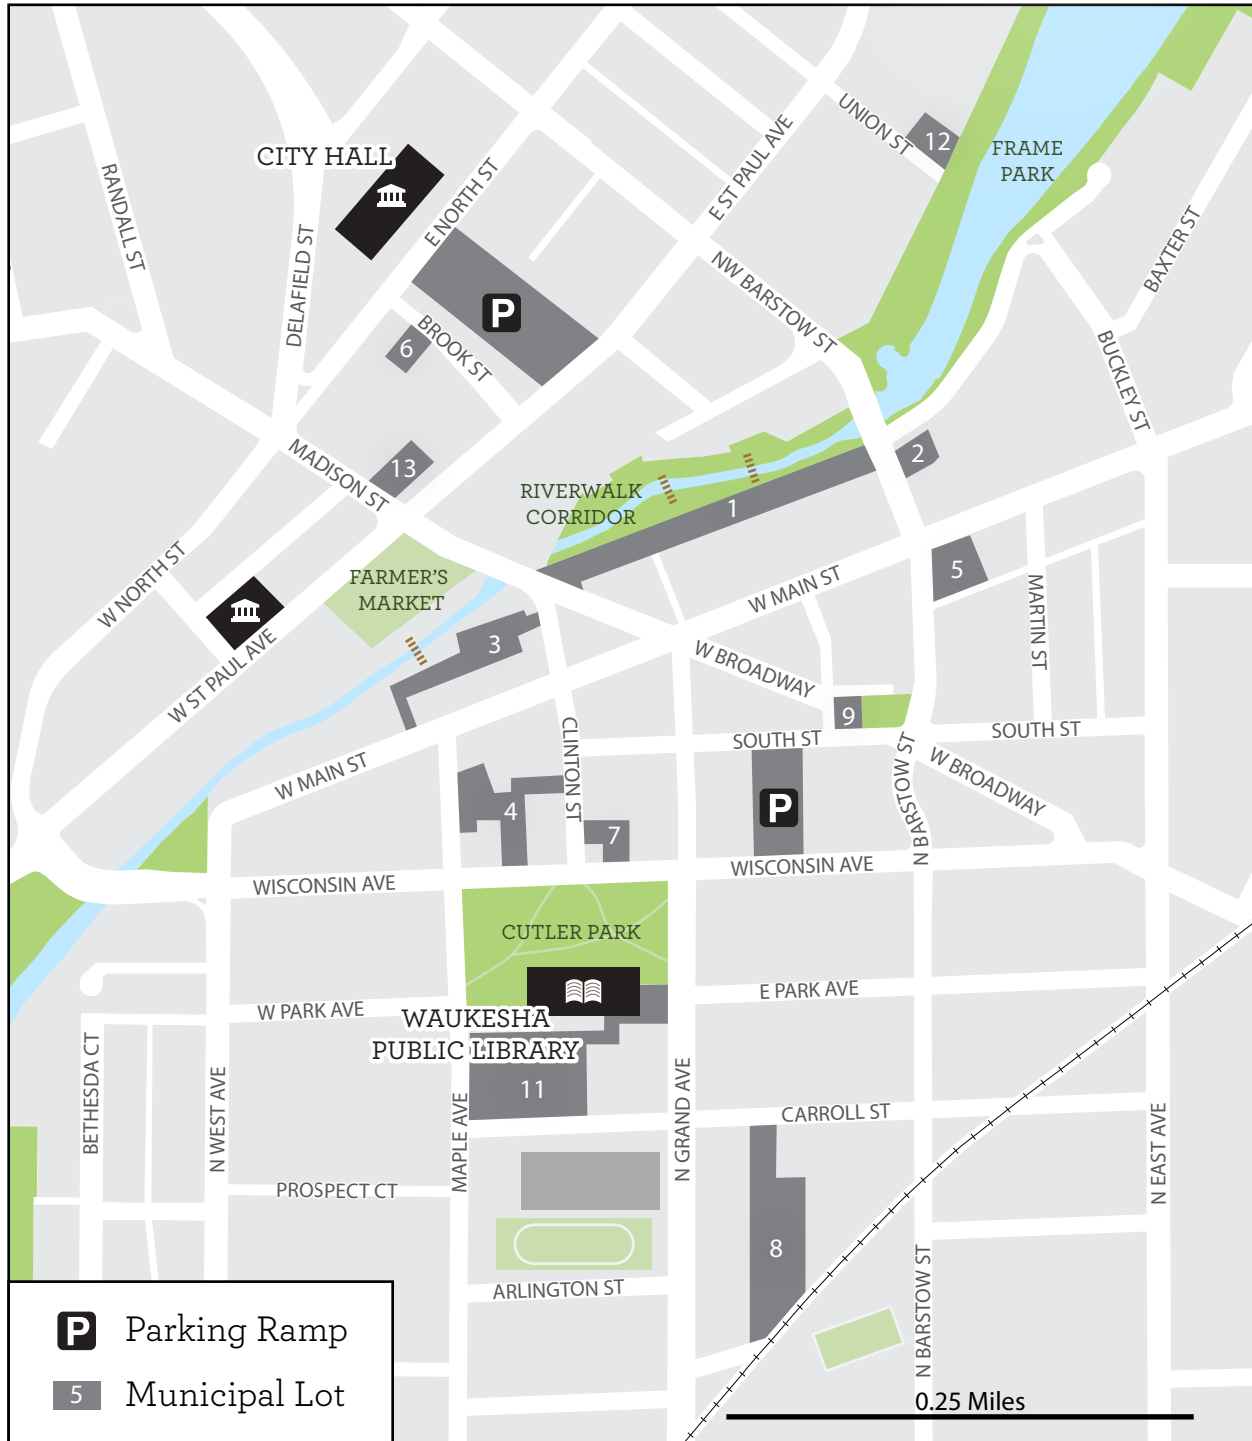 CITY HALL
UNION ST
12
FRAME
PARK
RANDALL ST
E NORTH ST
E ST PAUL AVE
DELAFIELD ST
BAXTER ST
NW BARSTOW ST
P
BROOK ST
6
BUCKLEY ST
MADISON ST
13
2
RIVERWALK
CORRIDOR
1
W NORTH ST
FARMER'S
MARKET
5
W MAIN ST
MARTIN ST
3
W ST PAUL AVE
W BROADWAY
9
CLINTON ST
SOUTH ST
SOUTH ST
W MAIN ST
N BARSTOW ST
W BROADWAY
4
P
7
WISCONSIN AVE
WISCONSIN AVE
CUTLER PARK
E PARK AVE
W PARK AVE
WAUKESHA
PUBLIC LIBRARY
BETHESDA CT
N WEST AVE
11
MAPLE AVE
N GRAND AVE
CARROLL ST
N EAST AVE
PROSPECT CT
8
ARLINGTON ST
N BARSTOW ST
P Parking Ramp
5 Municipal Lot
0.25 Miles